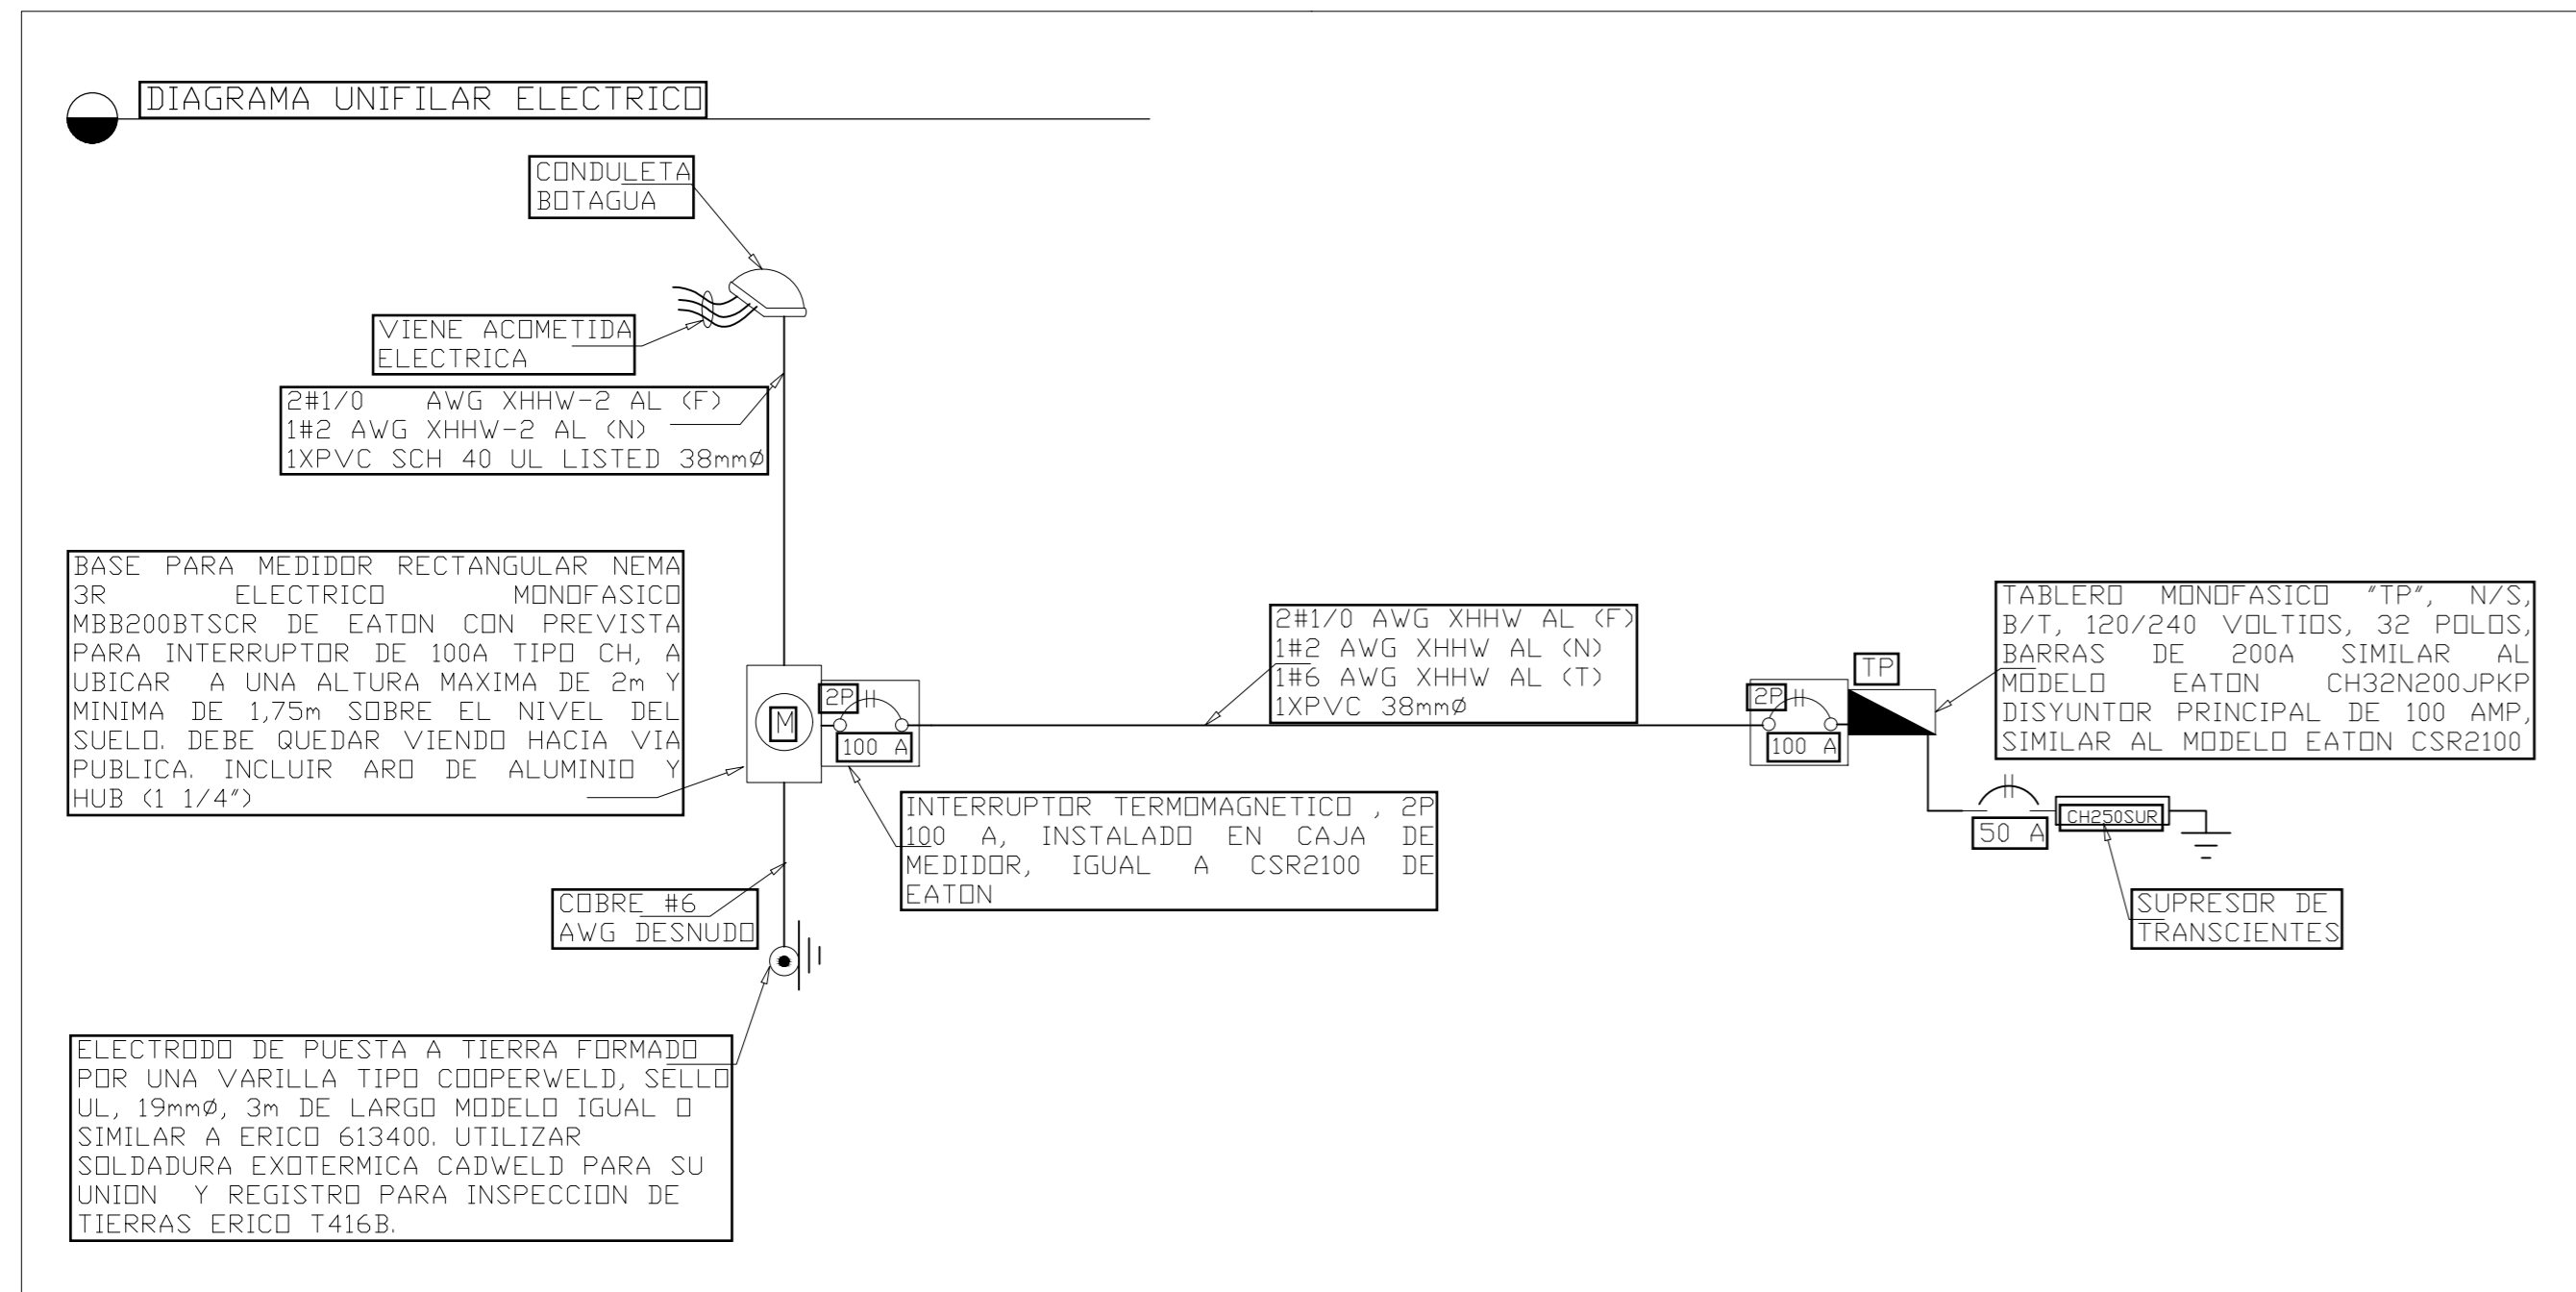 DIAGRAMA UNIFILAR ELECTRICO
CONDULETA
BOTAGUA
VIENE ACOMETIDA
ELECTRICA
2#1/0 AWG XHHW-2 AL (F)
1#2 AWG XHHW-2 AL (N)
1XPVC SCH 40 UL LISTED 38mmØ
BASE PARA MEDIDOR RECTANGULAR NEMA
3R ELECTRICO MONOFASICO
MBB200BTSCR DE EATON CON PREVISTA
PARA INTERRUPTOR DE 100A TIPO CH, A
UBICAR A UNA ALTURA MAXIMA DE 2m Y
MINIMA DE 1,75m SOBRE EL NIVEL DEL
SUELO. DEBE QUEDAR VIENDO HACIA VIA
PUBLICA. INCLUIR ARO DE ALUMINIO Y
HUB (1 1/4")
M
2P
100 A
INTERRUPTOR TERMOMAGNETICO , 2P
100 A, INSTALADO EN CAJA DE
MEDIDOR, IGUAL A CSR2100 DE
EATON
2#1/0 AWG XHHW AL (F)
1#2 AWG XHHW AL (N)
1#6 AWG XHHW AL (T)
1XPVC 38mmØ
2P
100 A
TP
TABLERO MONOFASICO "TP", N/S,
B/T, 120/240 VOLTIOS, 32 POLOS,
BARRAS DE 200A SIMILAR AL
MODELO EATON CH32N200JPKP
DISYUNTOR PRINCIPAL DE 100 AMP,
SIMILAR AL MODELO EATON CSR2100
50 A
CH250SUR
SUPRESOR DE
TRANSCIENTES
COBRE #6
AWG DESNUDO
ELECTRODO DE PUESTA A TIERRA FORMADO
POR UNA VARILLA TIPO COOPERWELD, SELLO
UL, 19mmØ, 3m DE LARGO MODELO IGUAL O
SIMILAR A ERICO 613400. UTILIZAR
SOLDADURA EXOTERMICA CADWELD PARA SU
UNION Y REGISTRO PARA INSPECCION DE
TIERRAS ERICO T416B.